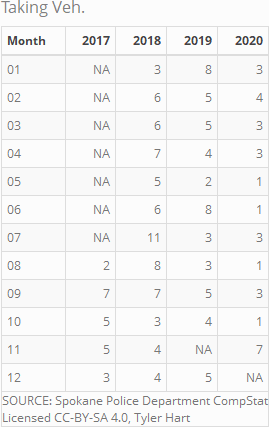 Taking Veh.
Month 2017 2018 2019 2020
01 NA 3 8 3
02 NA 6 5 4
03 NA 6 5 3
04 NA 7 4 3
05 NA 5 2 1
06 NA 6 8 1
07 NA 11 3 3
08 2 8 3 1
09 7 7 5 3
10 5 3 4 1
11 5 4 NA 7
12 3 4 5 NA
SOURCE: Spokane Police Department CompStat
Licensed CC-BY-SA 4.0, Tyler Hart